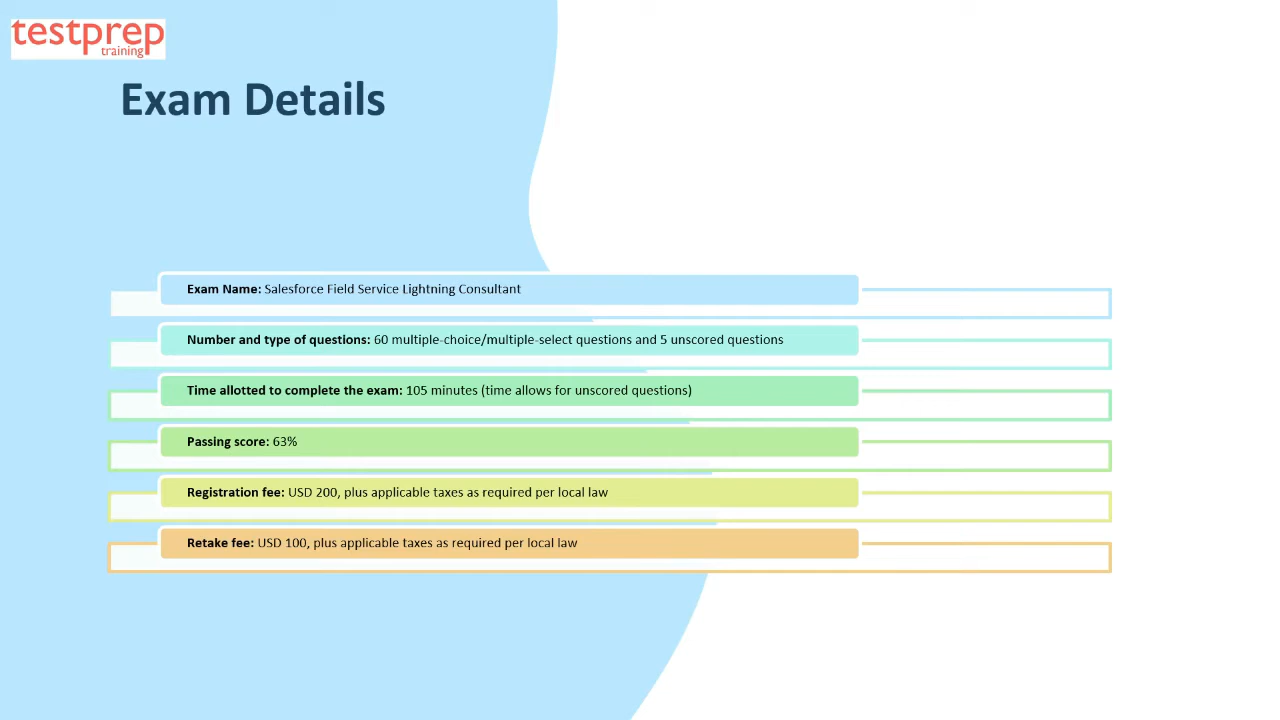 testprep
training
Exam Details
Exam Name: Salesforce Field Service Lightning Consultant
Number and type of questions: 60 multiple-choice/multiple-select questions and 5 unscored questions
Time allotted to complete the exam: 105 minutes (time allows for unscored questions)
Passing score: 63%
Registration fee: USD 200, plus applicable taxes as required per local law
Retake fee: USD 100, plus applicable taxes as required per local law